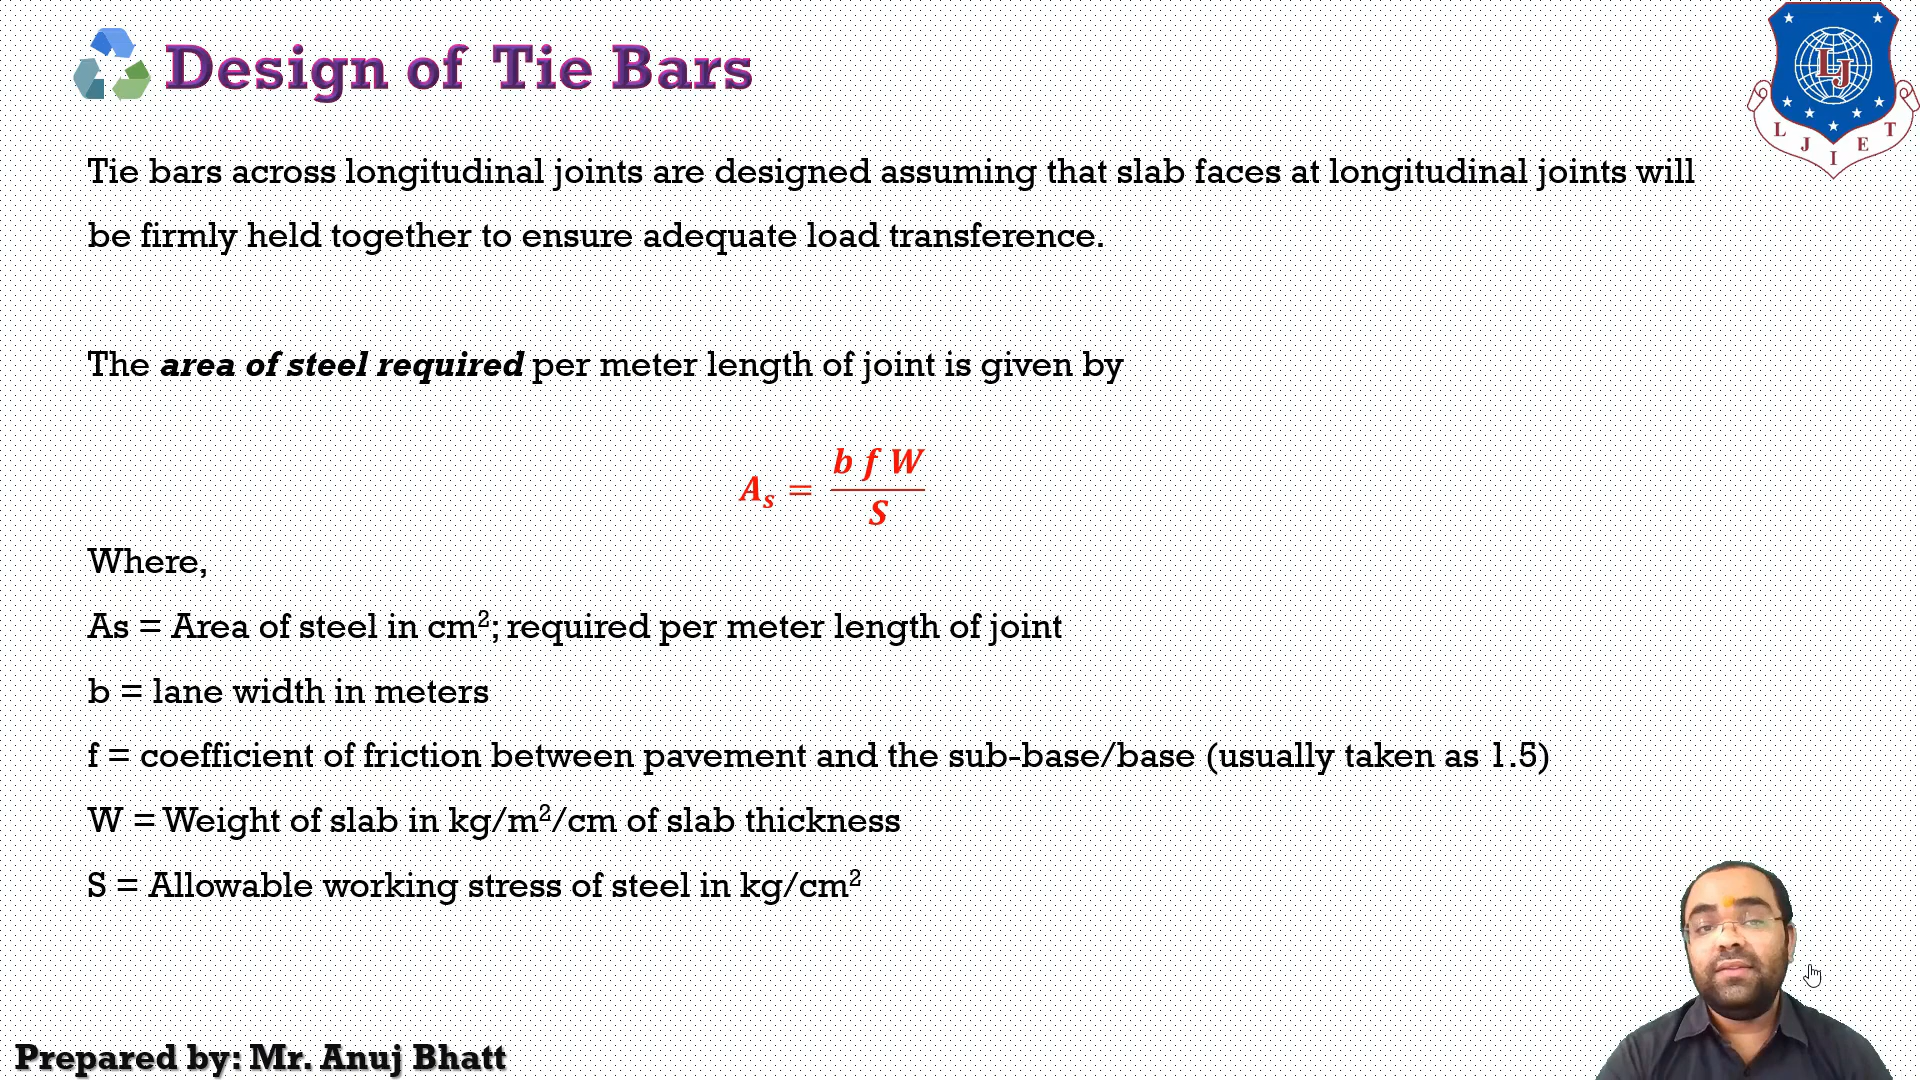 Design of Tie Bars
Tie bars across longitudinal joints are designed assuming that slab faces at longitudinal joints will
be firmly held together to ensure adequate load transference.
The area of steel required per meter length of joint is given by
A_s = \frac{b f W}{S}
Where,
As = Area of steel in cm²; required per meter length of joint
b = lane width in meters
f = coefficient of friction between pavement and the sub-base/base (usually taken as 1.5)
W = Weight of slab in kg/m²/cm of slab thickness
S = Allowable working stress of steel in kg/cm²
Prepared by: Mr. Anuj Bhatt
LJ
L J I E T